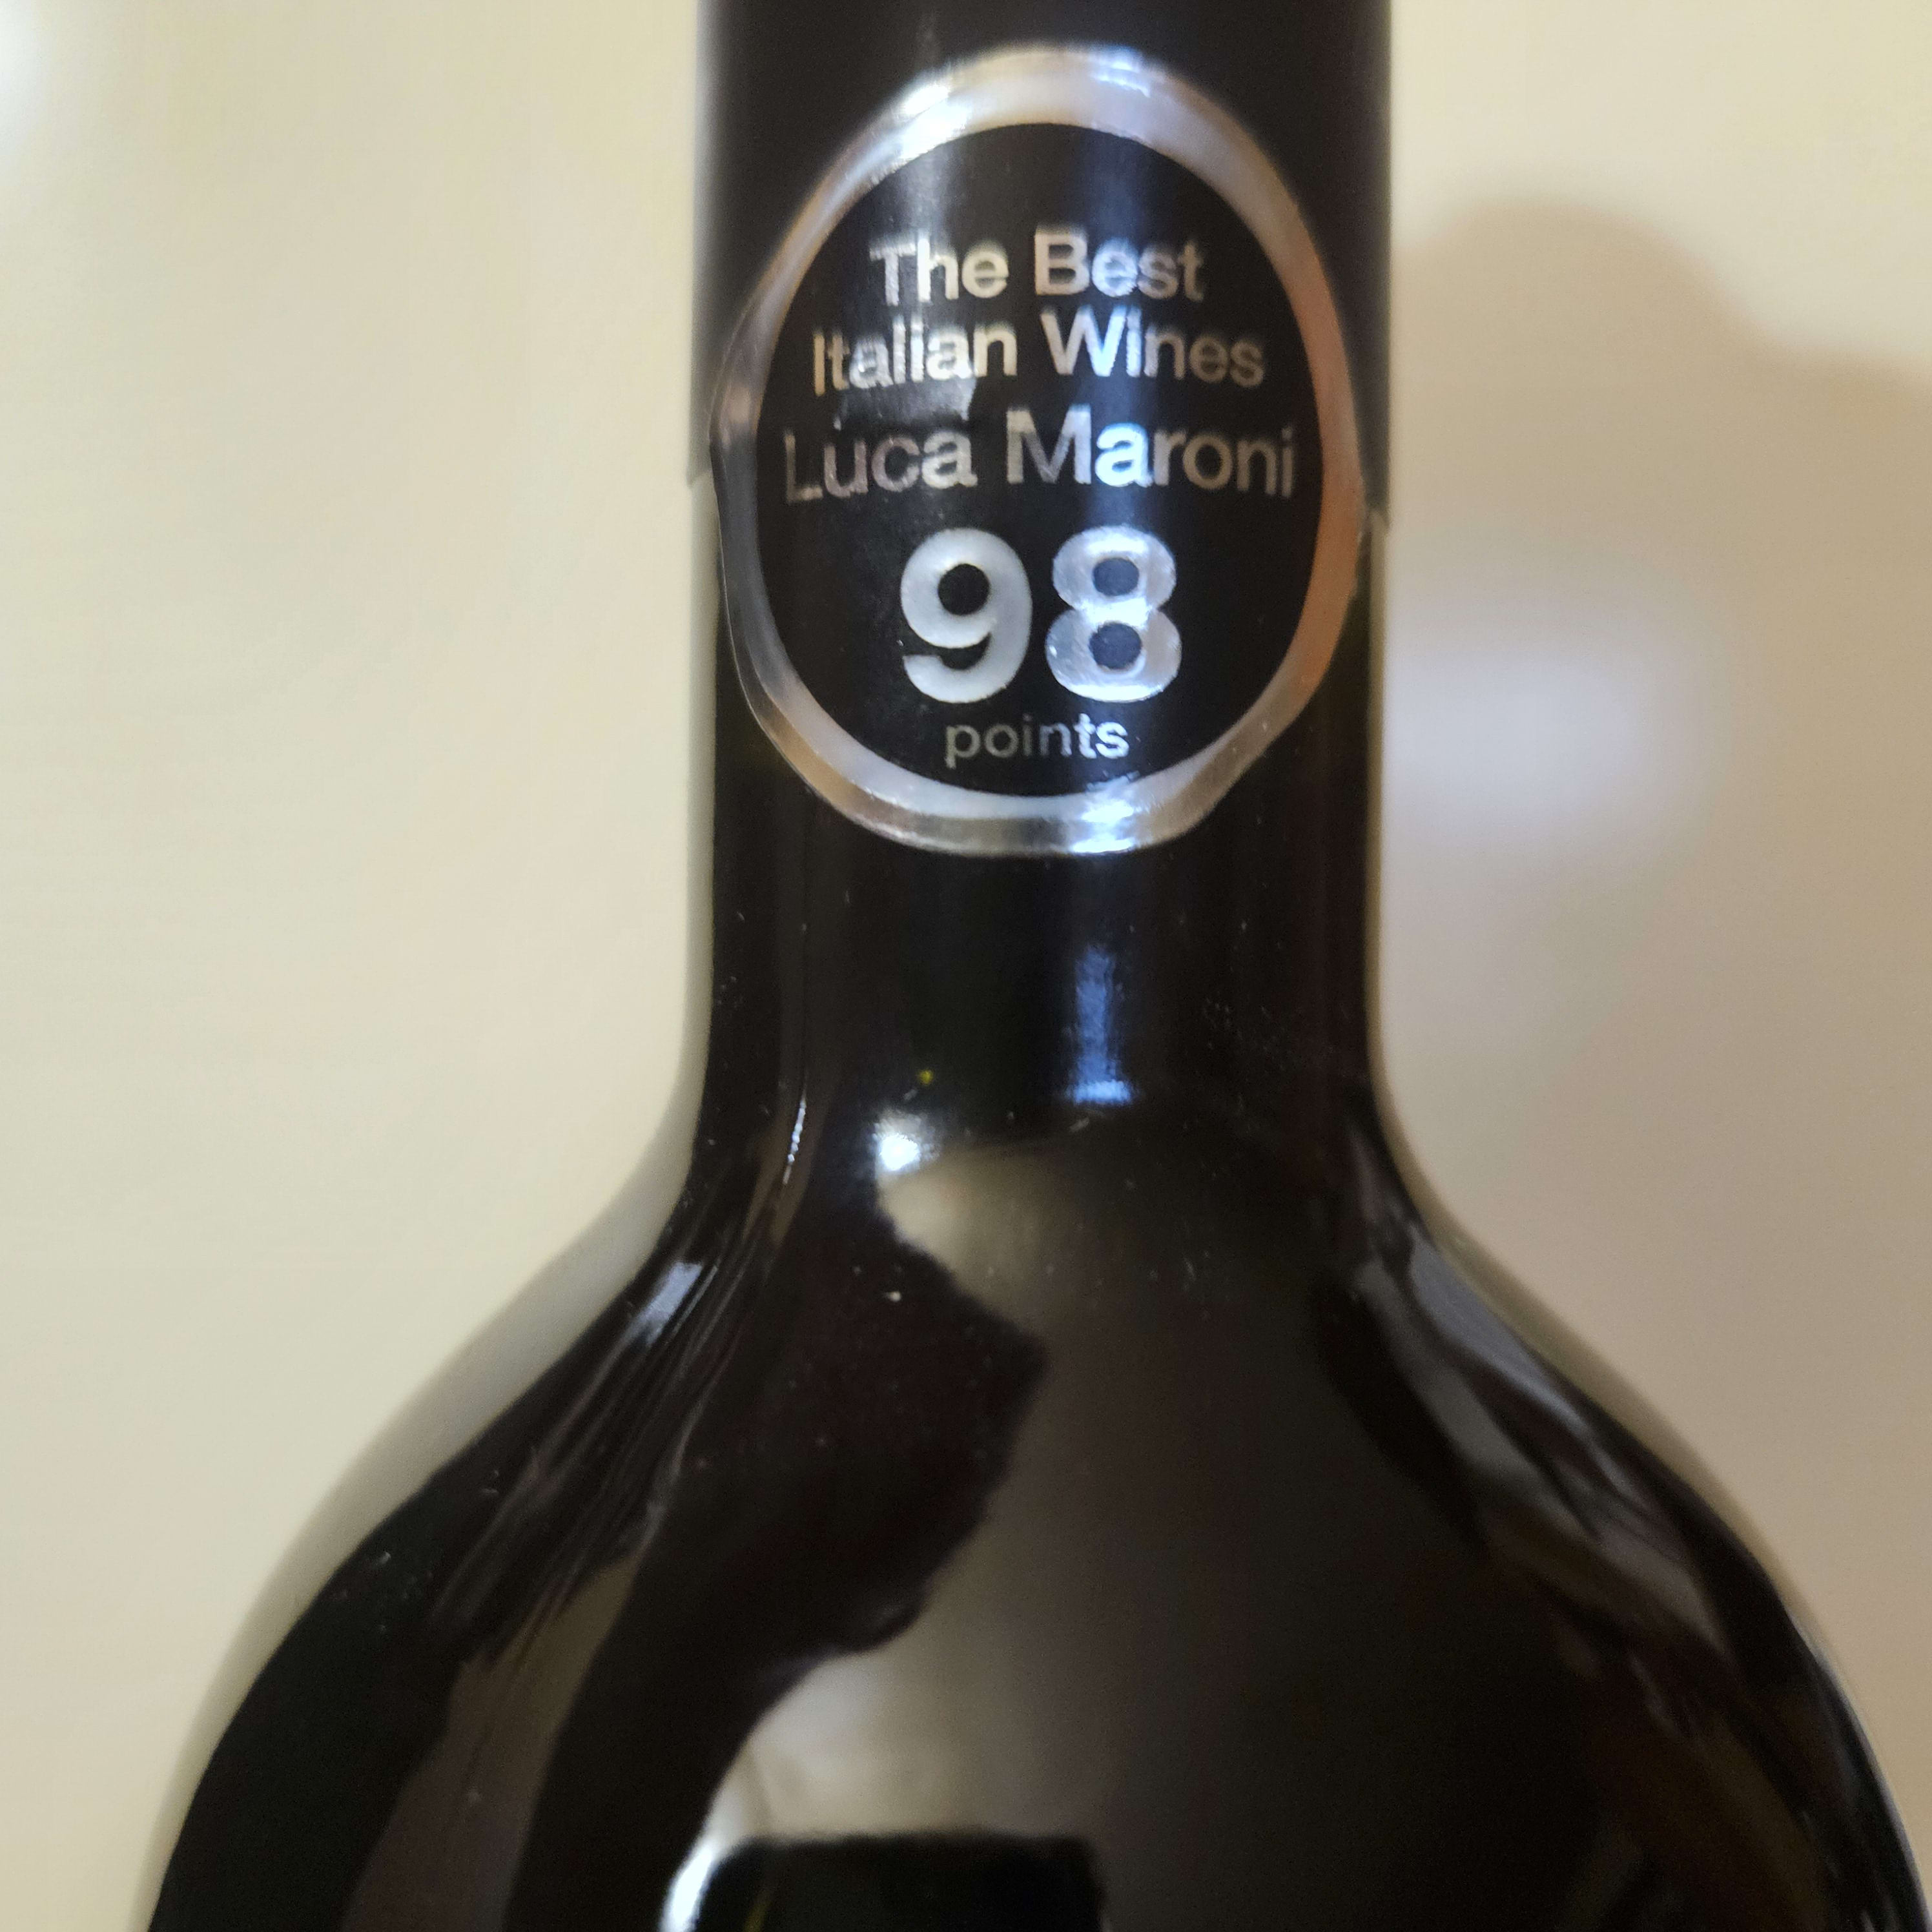 The Best
Italian Wines
Luca Maroni
98
points